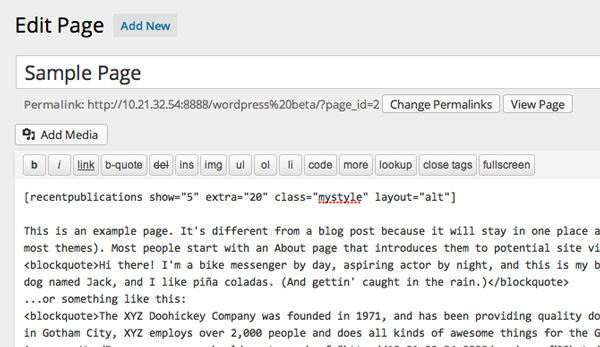 Edit Page Add New
Sample Page
Permalink: http://10.21.32.54:8888/wordpress%20beta/?page_id=2 Change Permalinks View Page
Add Media
b i link b-quote del ins img ul ol li code more lookup close tags fullscreen
[recentpublications show="5" extra="20" class="mystyle" layout="alt"]
This is an example page. It's different from a blog post because it will stay in one place a
most themes). Most people start with an About page that introduces them to potential site vi
<blockquote>Hi there! I'm a bike messenger by day, aspiring actor by night, and this is my b
dog named Jack, and I like piña coladas. (And gettin' caught in the rain.)</blockquote>
...or something like this:
<blockquote>The XYZ Doohickey Company was founded in 1971, and has been providing quality do
in Gotham City, XYZ employs over 2,000 people and does all kinds of awesome things for the G